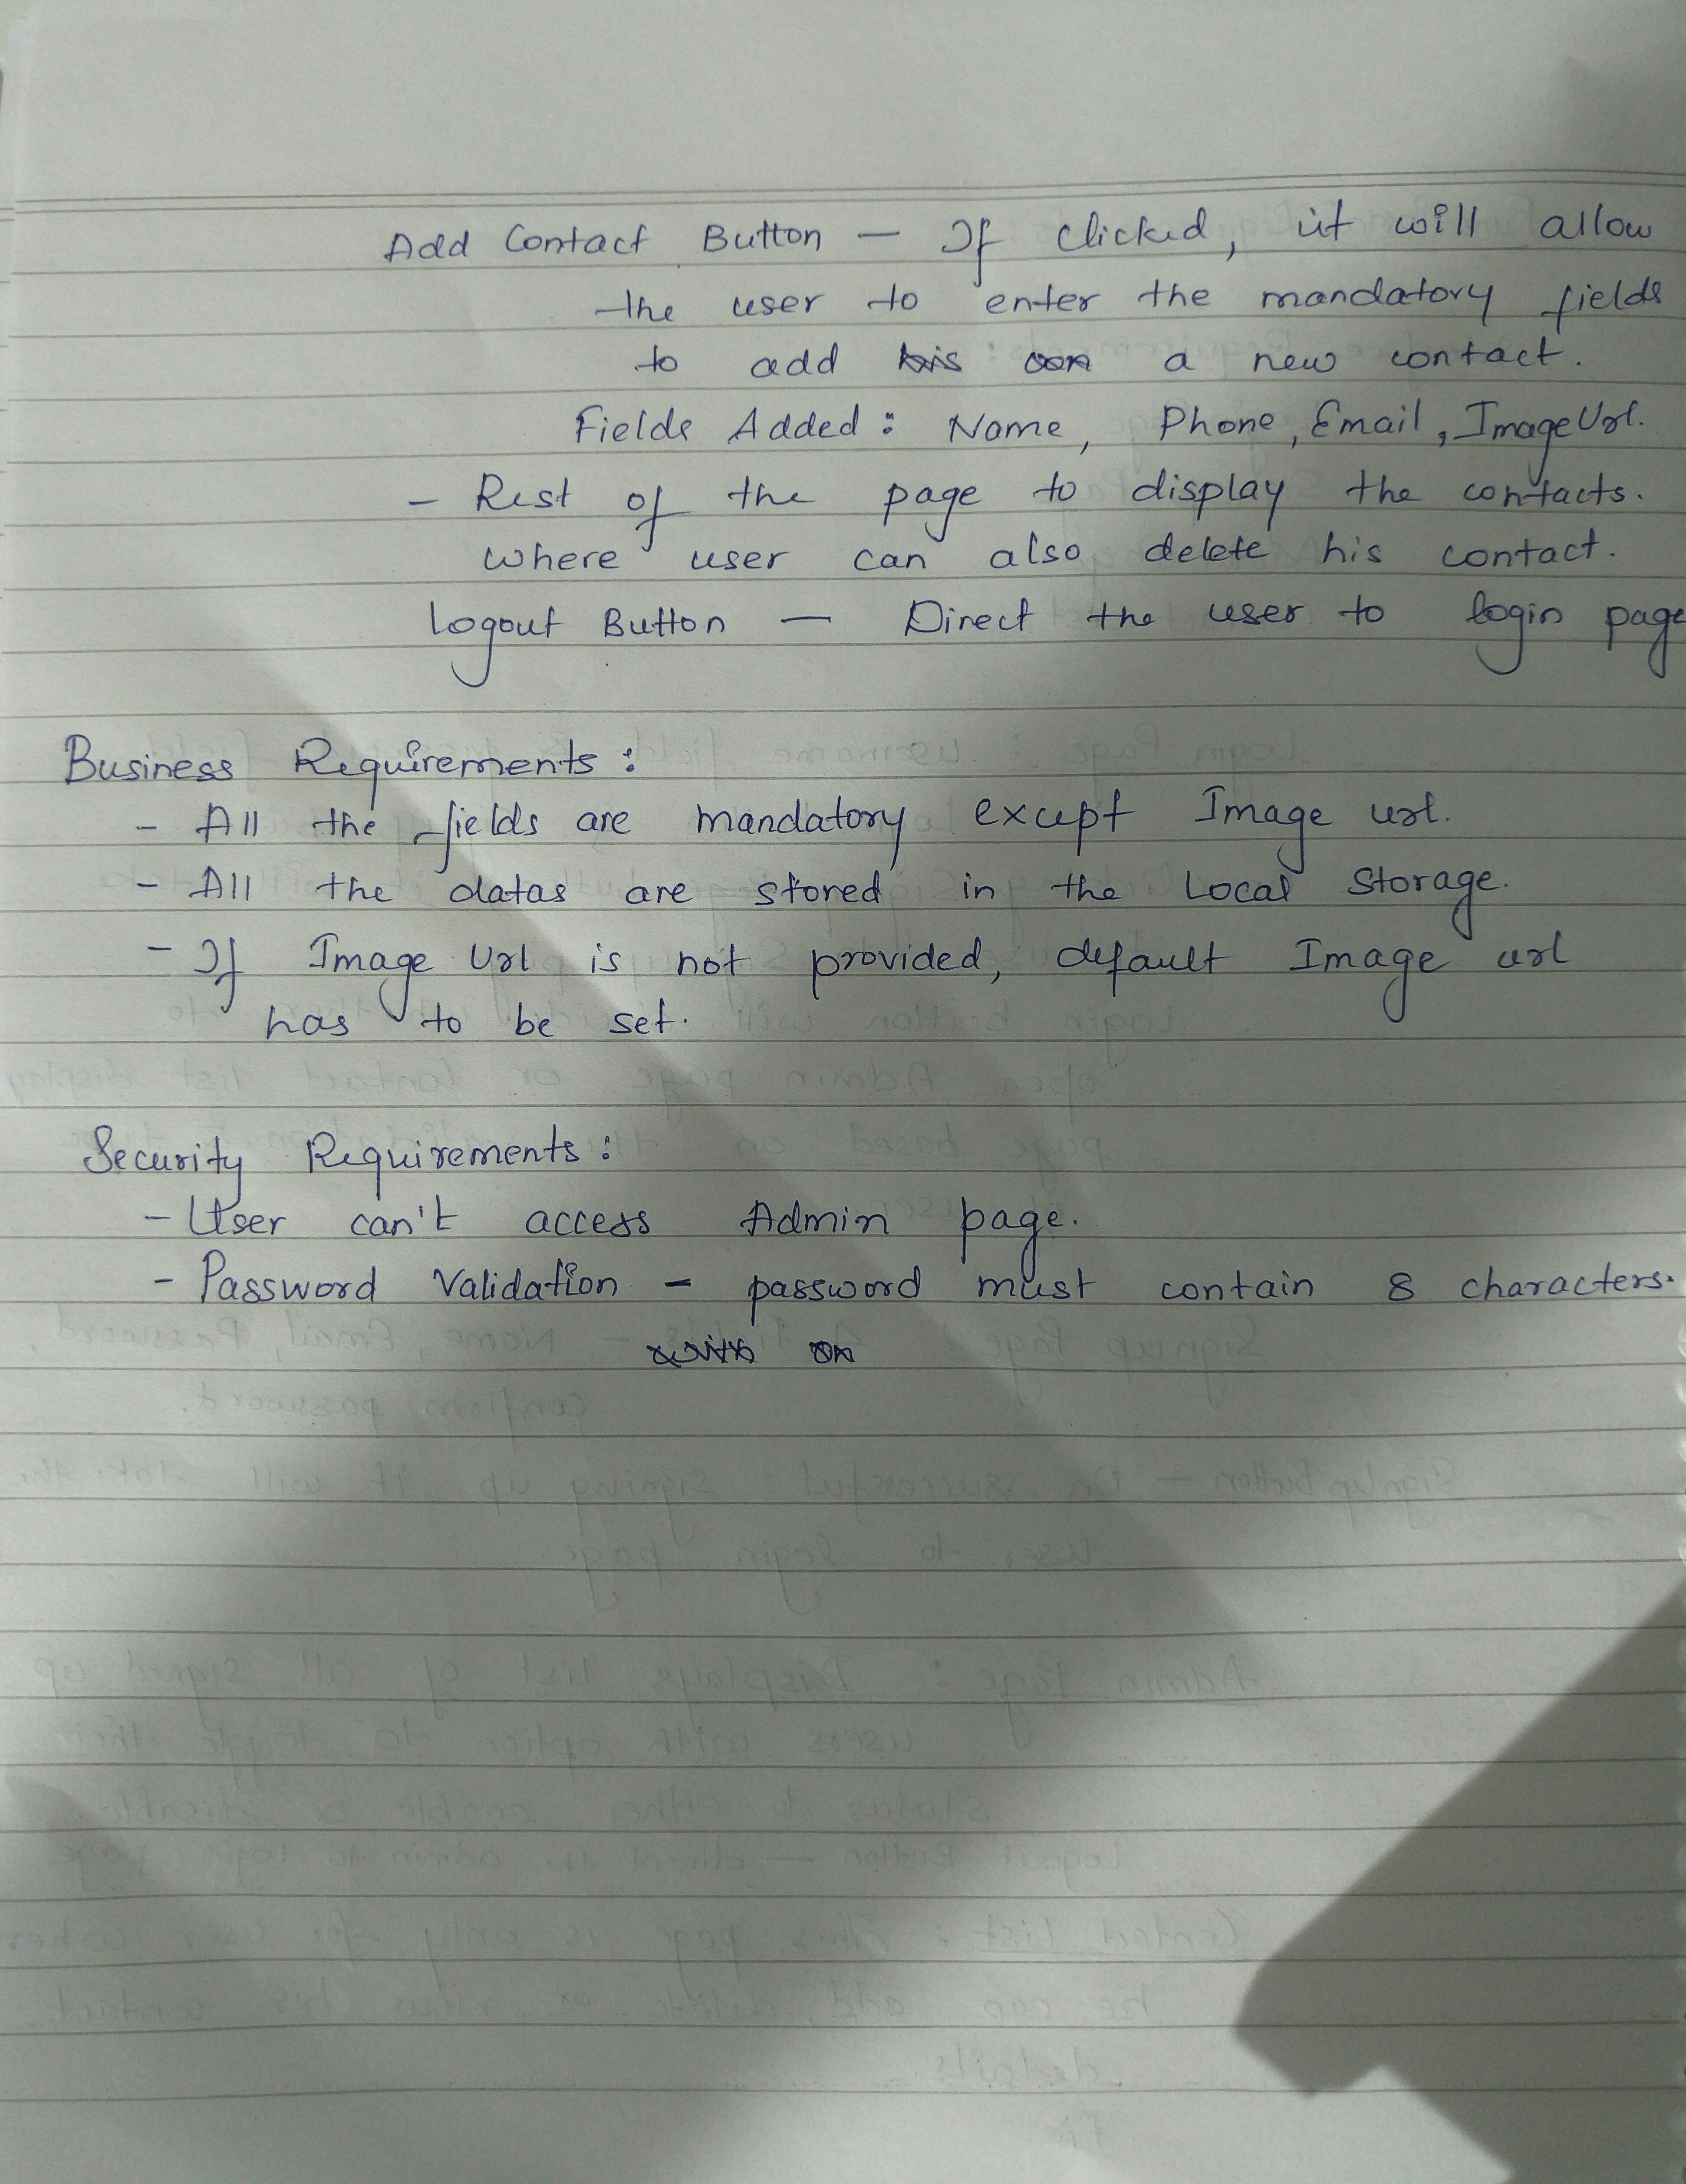 Add Contact Button — If clicked, it will allow
the user to enter the mandatory fields
to add a new contact.
Fields Added : Name, Phone, Email, Image Url.
- Rest of the page to display the contacts.
where user can also delete his contact.
Logout Button — Direct the user to login page
Business Requirements :
- All the fields are mandatory except Image url.
- All the datas are stored in the Local Storage.
- If Image Url is not provided, default Image url
has to be set.
Security Requirements :
- User can't access Admin page.
- Password Validation - password must contain 8 characters.